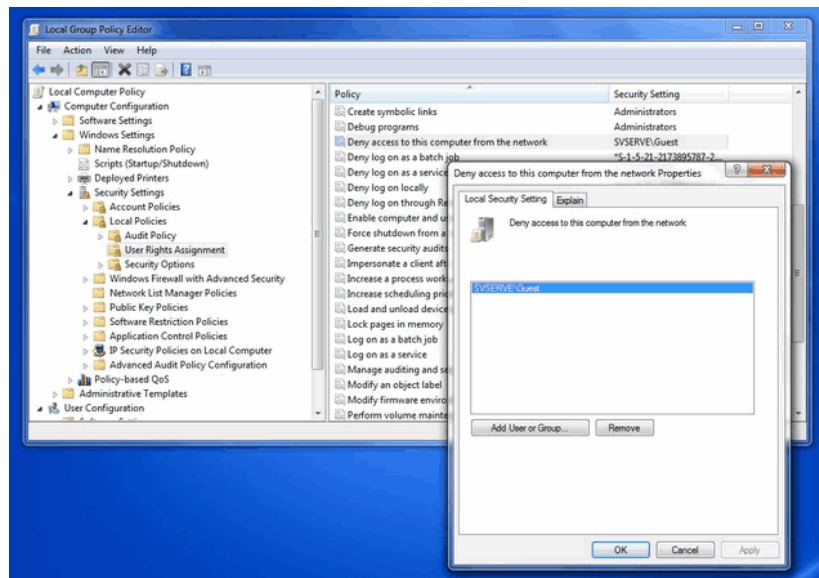 Local Group Policy Editor
File Action View Help
Local Computer Policy
Computer Configuration
Software Settings
Windows Settings
Name Resolution Policy
Scripts (Startup/Shutdown)
Deployed Printers
Security Settings
Account Policies
Local Policies
Audit Policy
User Rights Assignment
Security Options
Windows Firewall with Advanced Security
Network List Manager Policies
Public Key Policies
Software Restriction Policies
Application Control Policies
IP Security Policies on Local Computer
Advanced Audit Policy Configuration
Policy-based QoS
Administrative Templates
User Configuration
Policy Security Setting
Create symbolic links Administrators
Debug programs Administrators
Deny access to this computer from the network SVSERVE\Guest
Deny log on as a batch job *S-1-5-21-2173895787-2...
Deny log on as a service
Deny log on locally
Deny log on through Re
Enable computer and u
Force shutdown from a
Generate security audits
Impersonate a client aft
Increase a process work
Increase scheduling prio
Load and unload device
Lock pages in memory
Log on as a batch job
Log on as a service
Manage auditing and se
Modify an object label
Modify firmware enviro
Perform volume mainte
Deny access to this computer from the network Properties
Local Security Setting Explain
Deny access to this computer from the network
SVSERVE\Guest
Add User or Group... Remove
OK Cancel Apply